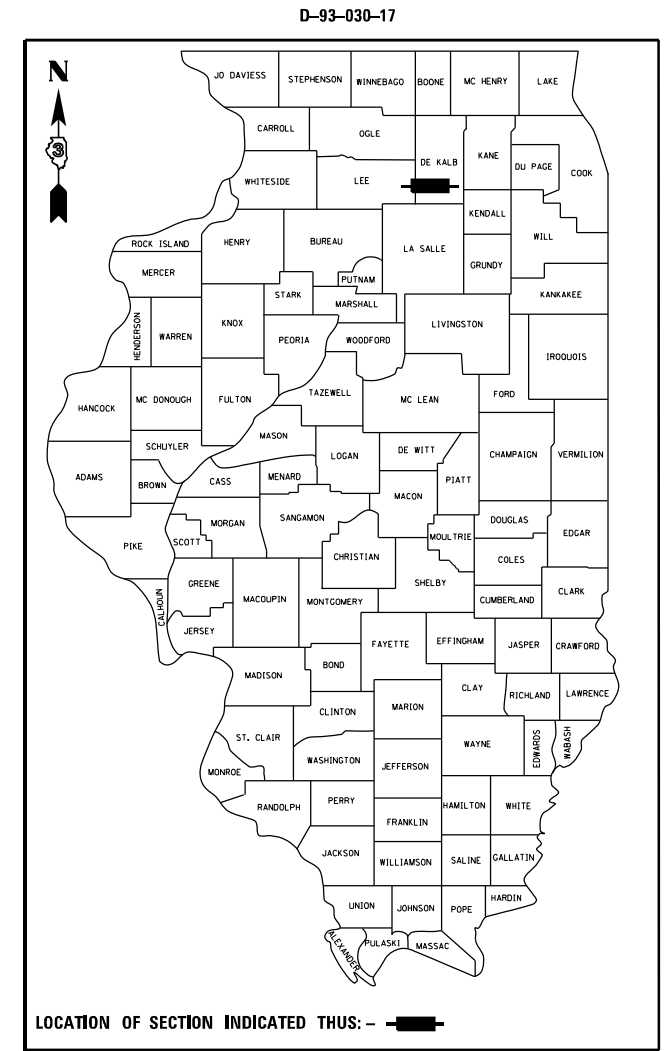 D–93–030–17
N
3
JO DAVIESS STEPHENSON WINNEBAGO BOONE MC HENRY LAKE
CARROLL OGLE DE KALB KANE DU PAGE COOK
WHITESIDE LEE KENDALL WILL
ROCK ISLAND HENRY BUREAU LA SALLE GRUNDY
MERCER STARK PUTNAM KANKAKEE
MARSHALL
HENDERSON WARREN KNOX PEORIA WOODFORD LIVINGSTON IROQUOIS
HANCOCK MC DONOUGH FULTON TAZEWELL MC LEAN FORD
SCHUYLER MASON LOGAN DE WITT CHAMPAIGN VERMILION
ADAMS BROWN CASS MENARD MACON PIATT
PIKE SCOTT MORGAN SANGAMON MOULTRIE DOUGLAS EDGAR
CHRISTIAN COLES
CALHOUN GREENE MACOUPIN MONTGOMERY SHELBY CUMBERLAND CLARK
JERSEY FAYETTE EFFINGHAM JASPER CRAWFORD
MADISON BOND CLAY RICHLAND LAWRENCE
CLINTON MARION
ST. CLAIR WASHINGTON JEFFERSON WAYNE EDWARDS WABASH
MONROE
RANDOLPH PERRY FRANKLIN HAMILTON WHITE
JACKSON WILLIAMSON SALINE GALLATIN
UNION JOHNSON POPE HARDIN
ALEXANDER PULASKI MASSAC
LOCATION OF SECTION INDICATED THUS: –